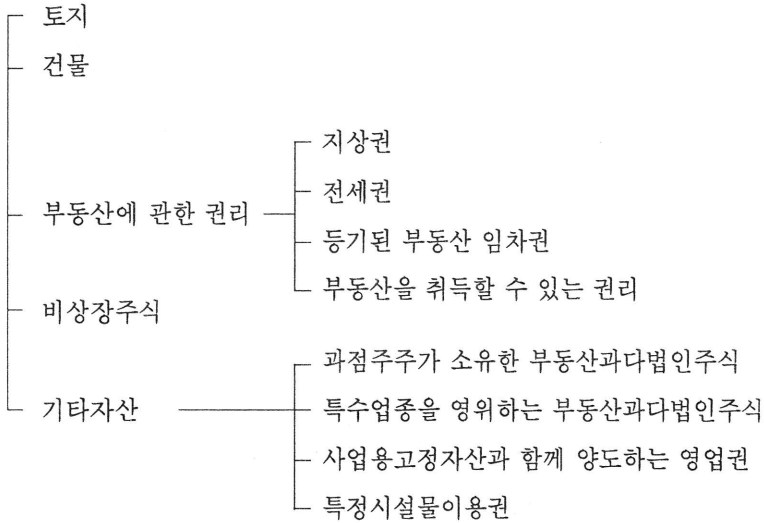 토지
건물
부동산에 관한 권리
지상권
전세권
등기된 부동산 임차권
부동산을 취득할 수 있는 권리
비상장주식
기타자산
과점주주가 소유한 부동산과다법인주식
특수업종을 영위하는 부동산과다법인주식
사업용고정자산과 함께 양도하는 영업권
특정시설물이용권